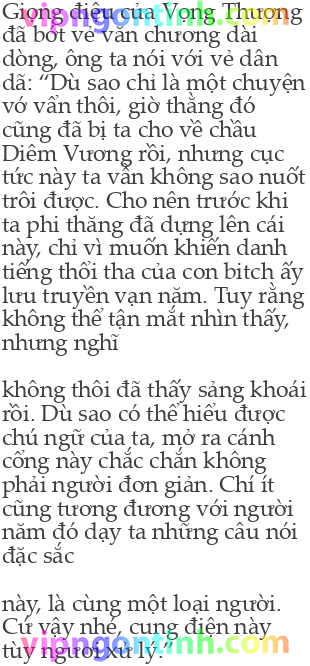 Giọng điệu của Vong Thượng
đã bớt vẻ văn chương dài
dòng, ông ta nói với vẻ dân
dã: “Dù sao chỉ là một chuyện
vớ vẩn thôi, giờ thằng đó
cũng đã bị ta cho về chầu
Diêm Vương rồi, nhưng cục
tức này ta vẫn không sao nuốt
trôi được. Cho nên trước khi
ta phi thăng đã dựng lên cái
này, chỉ vì muốn khiến danh
tiếng thổi tha của con bitch ấy
lưu truyền vạn năm. Tuy rằng
không thể tận mắt nhìn thấy,
nhưng nghĩ
không thôi đã thấy sảng khoái
rồi. Dù sao có thể hiểu được
chú ngữ của ta, mở ra cánh
cổng này chắc chắn không
phải người đơn giản. Chí ít
cũng tương đương với người
năm đó dạy ta những câu nói
đặc sắc
này, là cùng một loại người.
Cứ vậy nhé, cung điện này
tùy ngươi xử lý.”
vipngontinh.com
vipngontinh.com